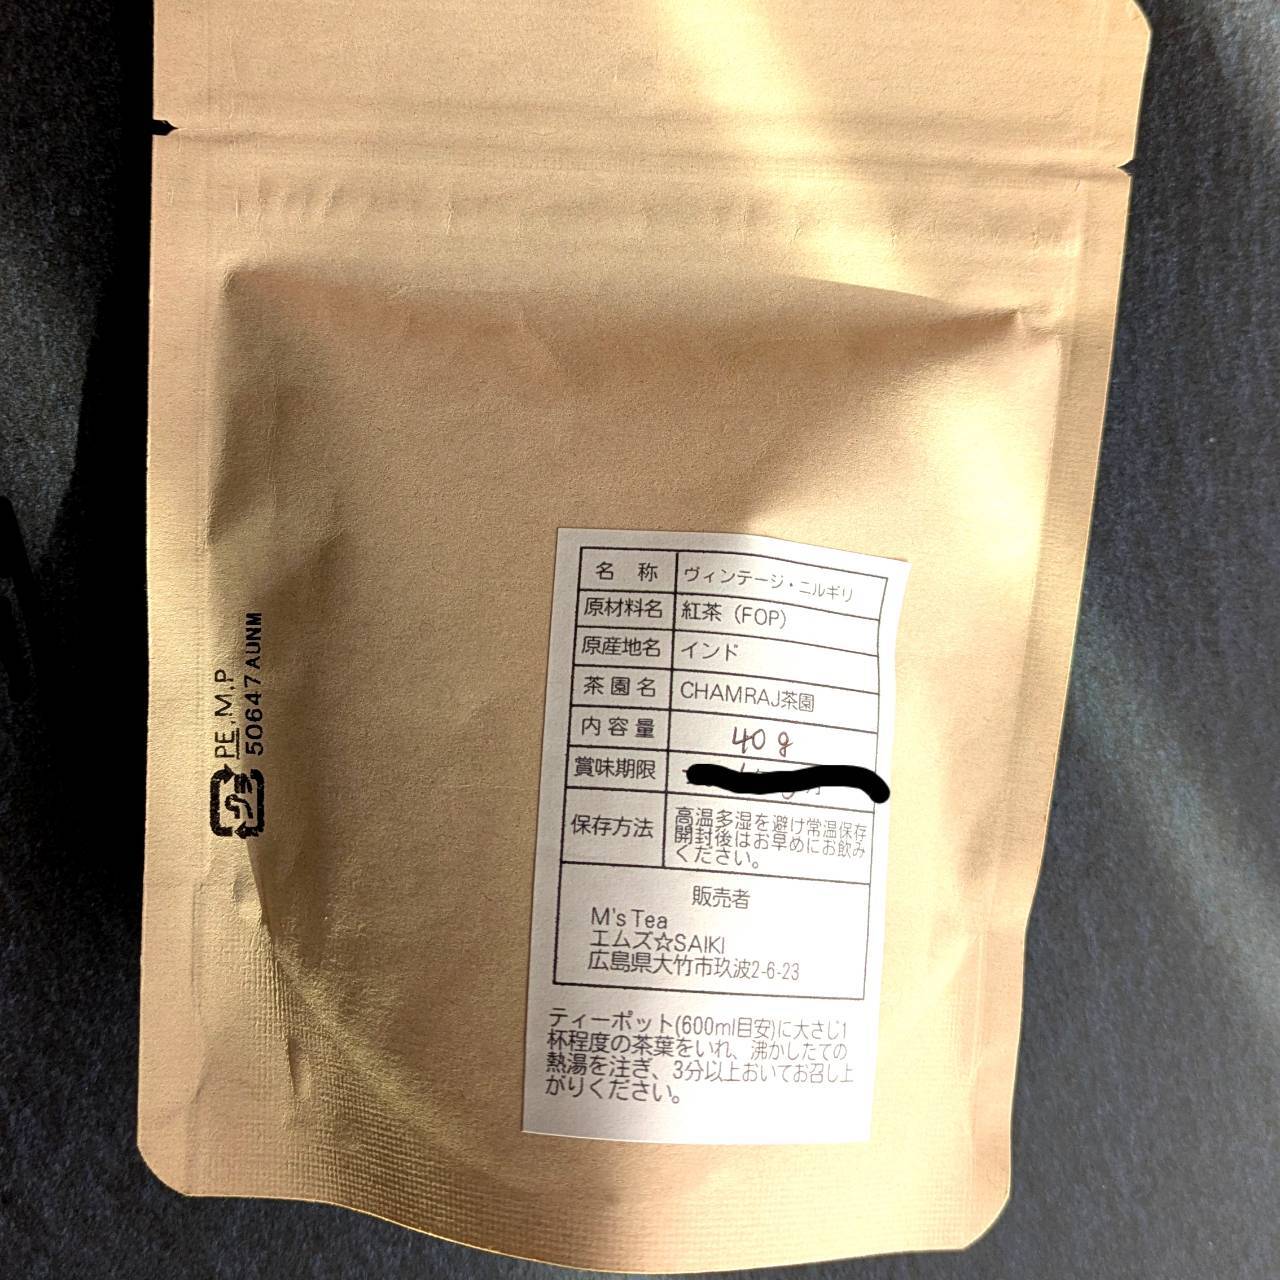 名 称 ヴィンテージ・ニルギリ
原材料名 紅茶（FOP）
原産地名 インド
茶園名 CHAMRAJ茶園
内容量 40g
賞味期限
保存方法 高温多湿を避け常温保存
開封後はお早めにお飲み
ください。
販売者
M's Tea
エムズ☆SAIKI
広島県大竹市玖波2-6-23
ティーポット(600ml目安)に大さじ1
杯程度の茶葉をいれ、沸かしたての
熱湯を注ぎ、3分以上おいてお召し上
がりください。
プラ
PE,M,P
50647AUNM